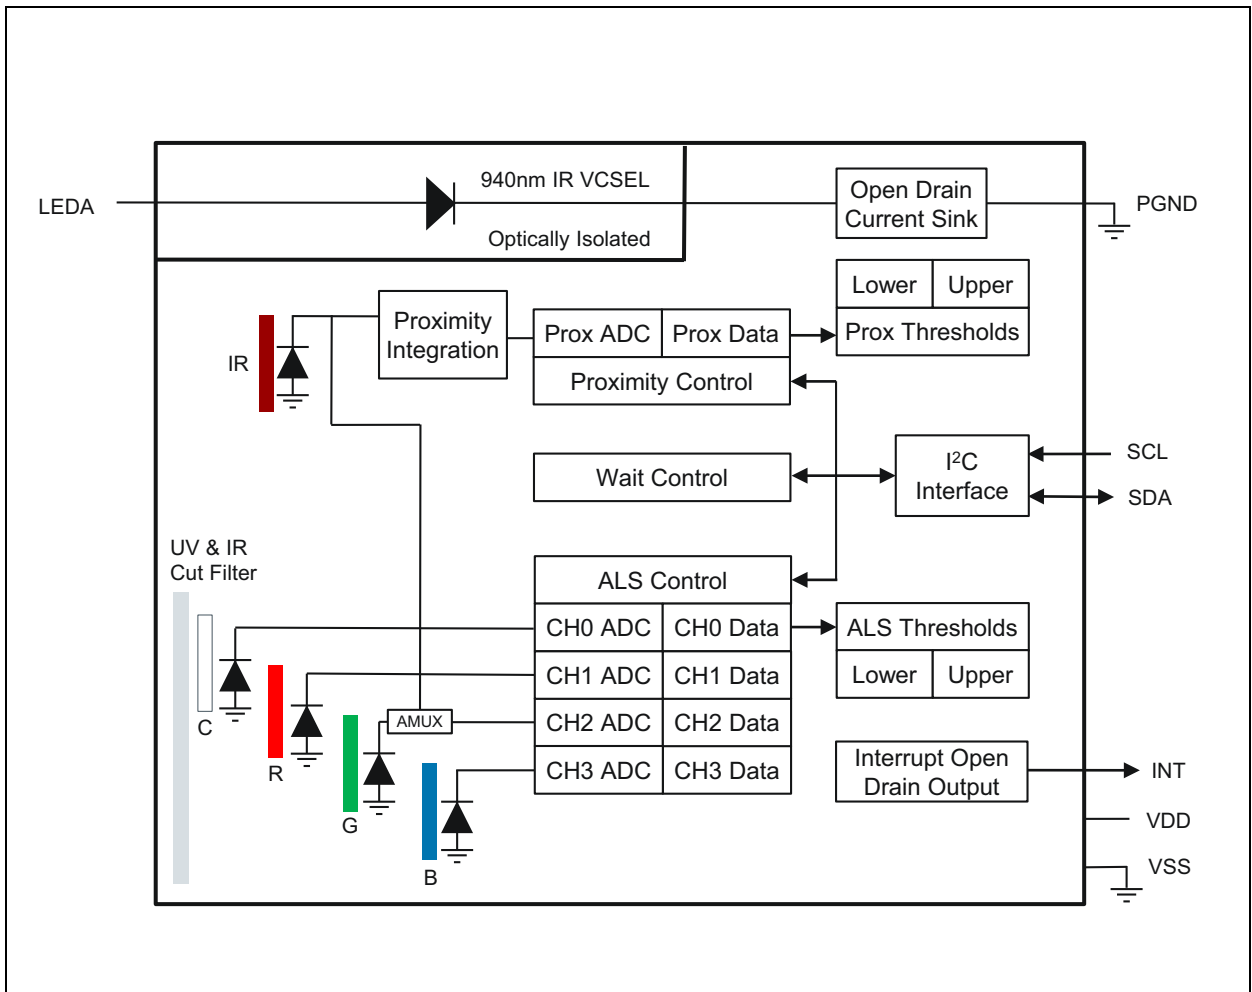 940nm IR VCSEL
LEDA
Optically Isolated
Open Drain
Current Sink
PGND
Lower
Upper
Prox Thresholds
Proximity
Integration
Prox ADC
Prox Data
Proximity Control
IR
Wait Control
I²C
Interface
SCL
SDA
UV & IR
Cut Filter
ALS Control
CH0 ADC
CH0 Data
CH1 ADC
CH1 Data
CH2 ADC
CH2 Data
CH3 ADC
CH3 Data
ALS Thresholds
Lower
Upper
C
R
G
B
AMUX
Interrupt Open
Drain Output
INT
VDD
VSS